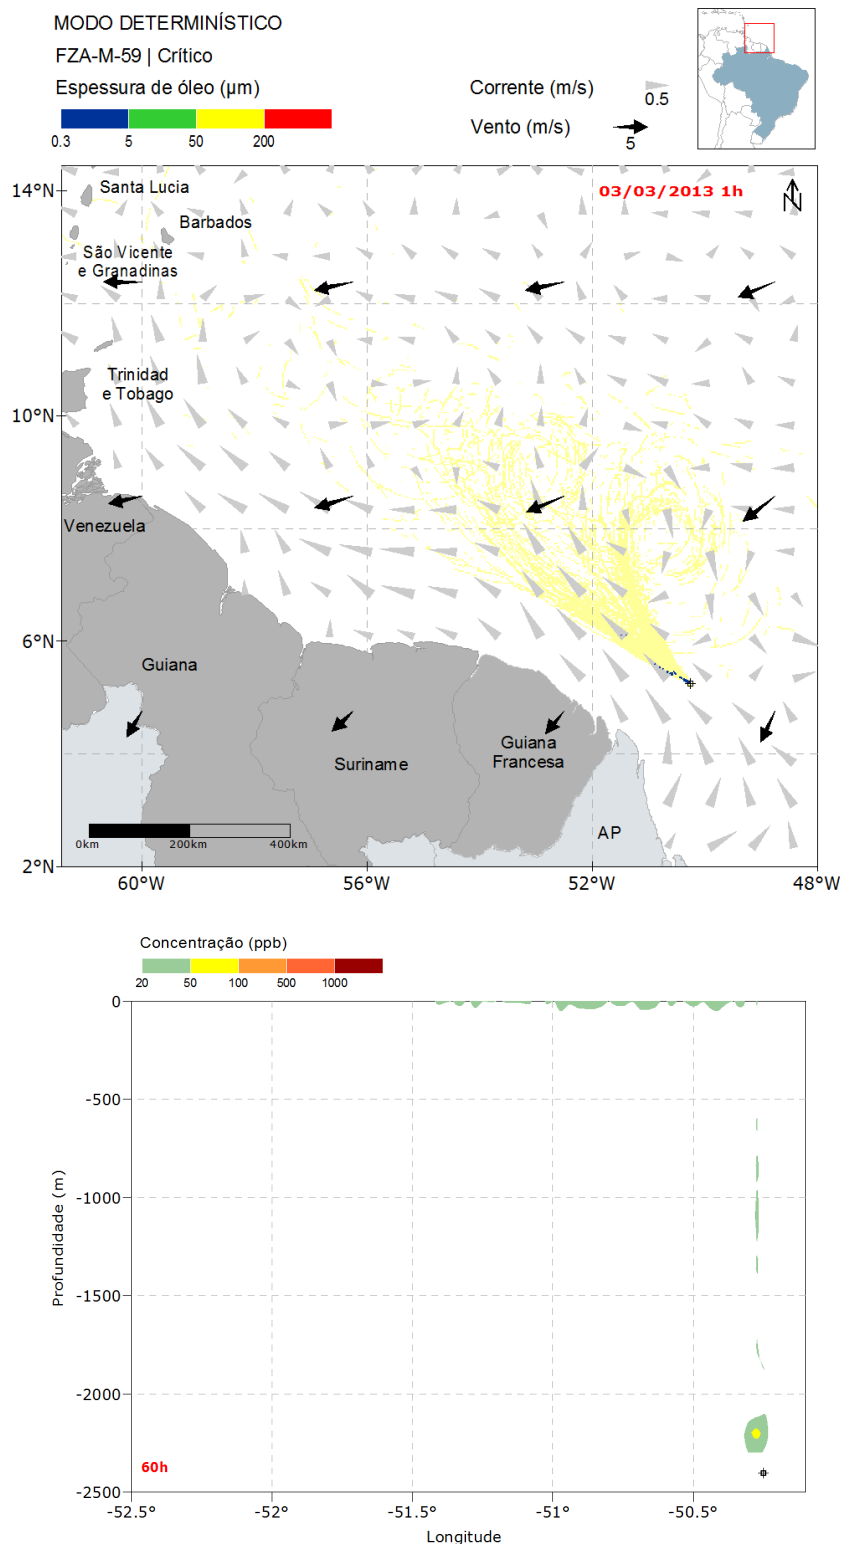 MODO DETERMINÍSTICO
FZA-M-59 | Crítico
Espessura de óleo (µm)
0.3 5 50 200
Corrente (m/s)
0.5
Vento (m/s)
5
14°N
10°N
6°N
2°N
03/03/2013 1h
N
Santa Lucia
Barbados
São Vicente
e Granadinas
Trinidad
e Tobago
Venezuela
Guiana
Suriname
Guiana
Francesa
AP
0km 200km 400km
60°W 56°W 52°W 48°W
Concentração (ppb)
20 50 100 500 1000
0
-500
-1000
-1500
-2000
-2500
Profundidade (m)
60h
-52.5° -52° -51.5° -51° -50.5°
Longitude